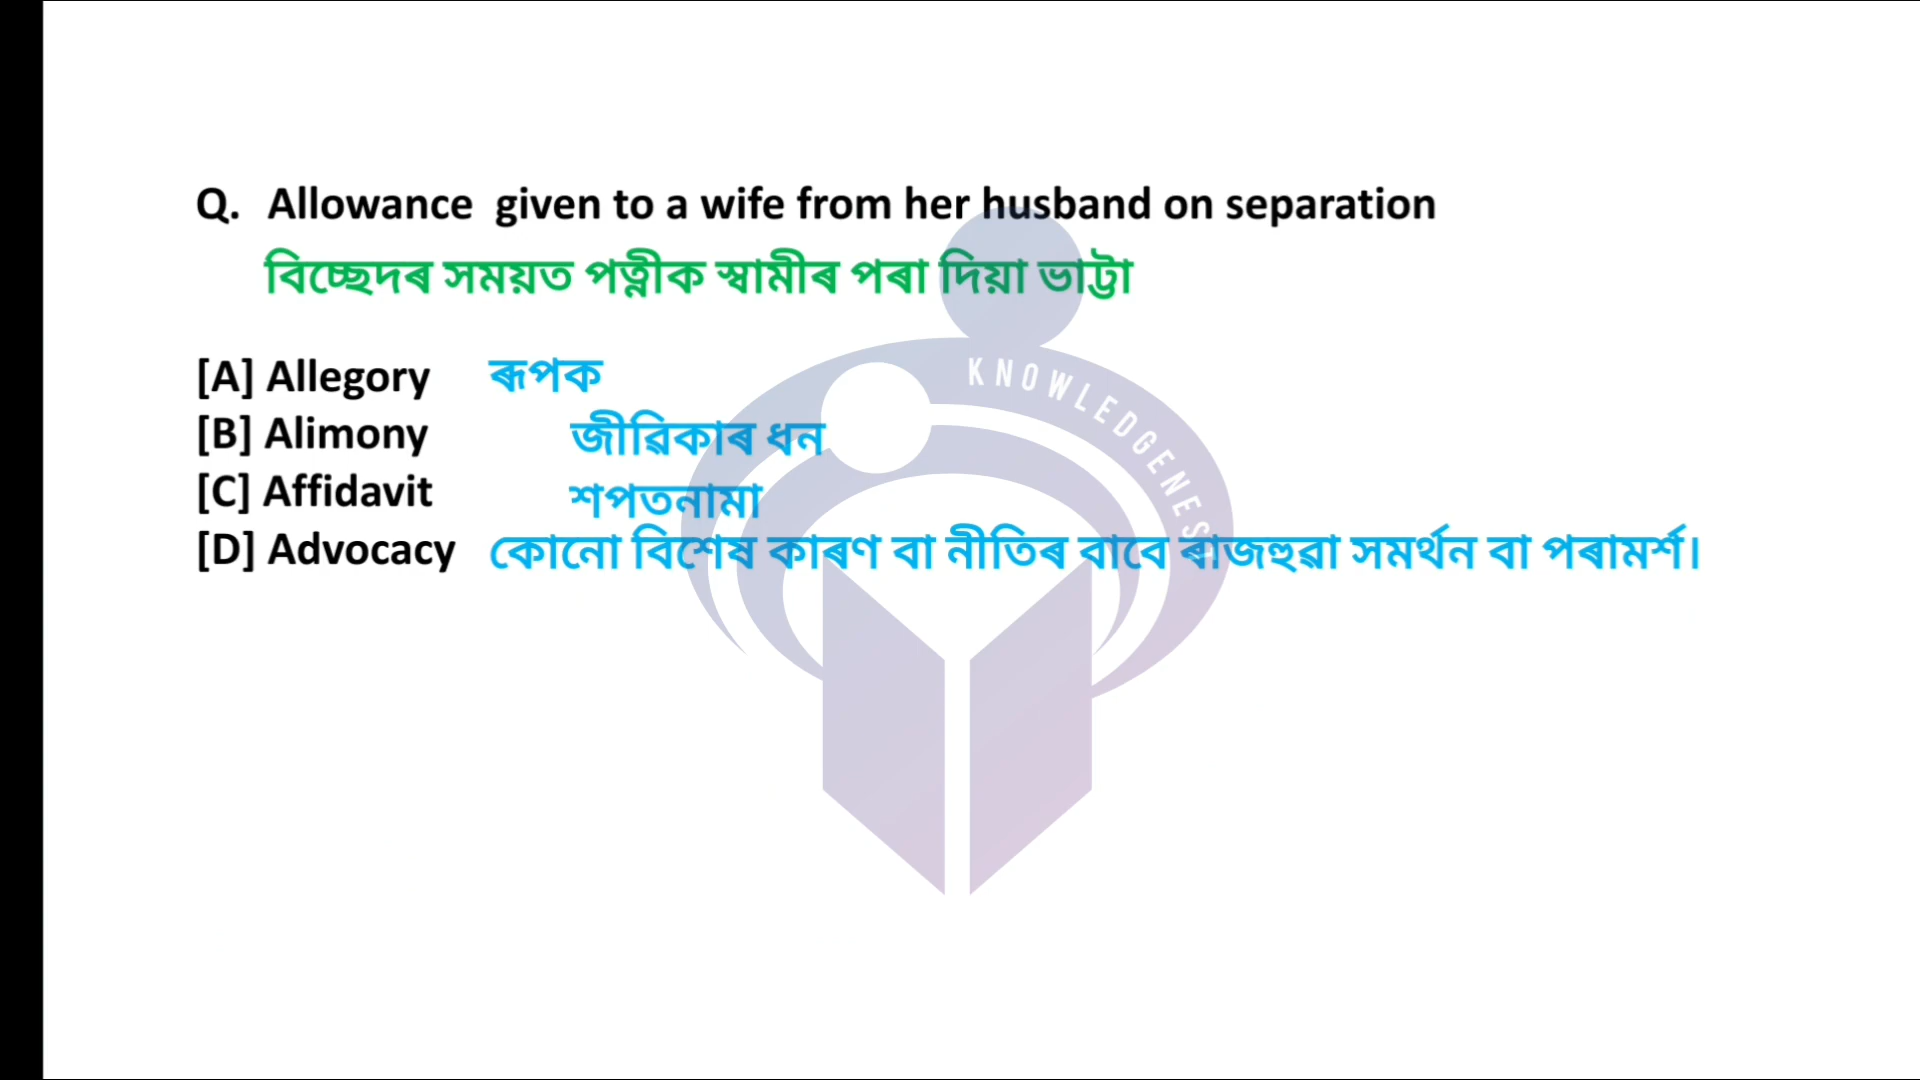 Q. Allowance given to a wife from her husband on separation
বিচ্ছেদৰ সময়ত পত্নীক স্বামীৰ পৰা দিয়া ভাট্টা
[A] Allegory ৰূপক
[B] Alimony জীৱিকাৰ ধন
[C] Affidavit শপতনামা
[D] Advocacy কোনো বিশেষ কাৰণ বা নীতিৰ বাবে ৰাজহুৱা সমৰ্থন বা পৰামৰ্শ।
KNOWLEDGENEST